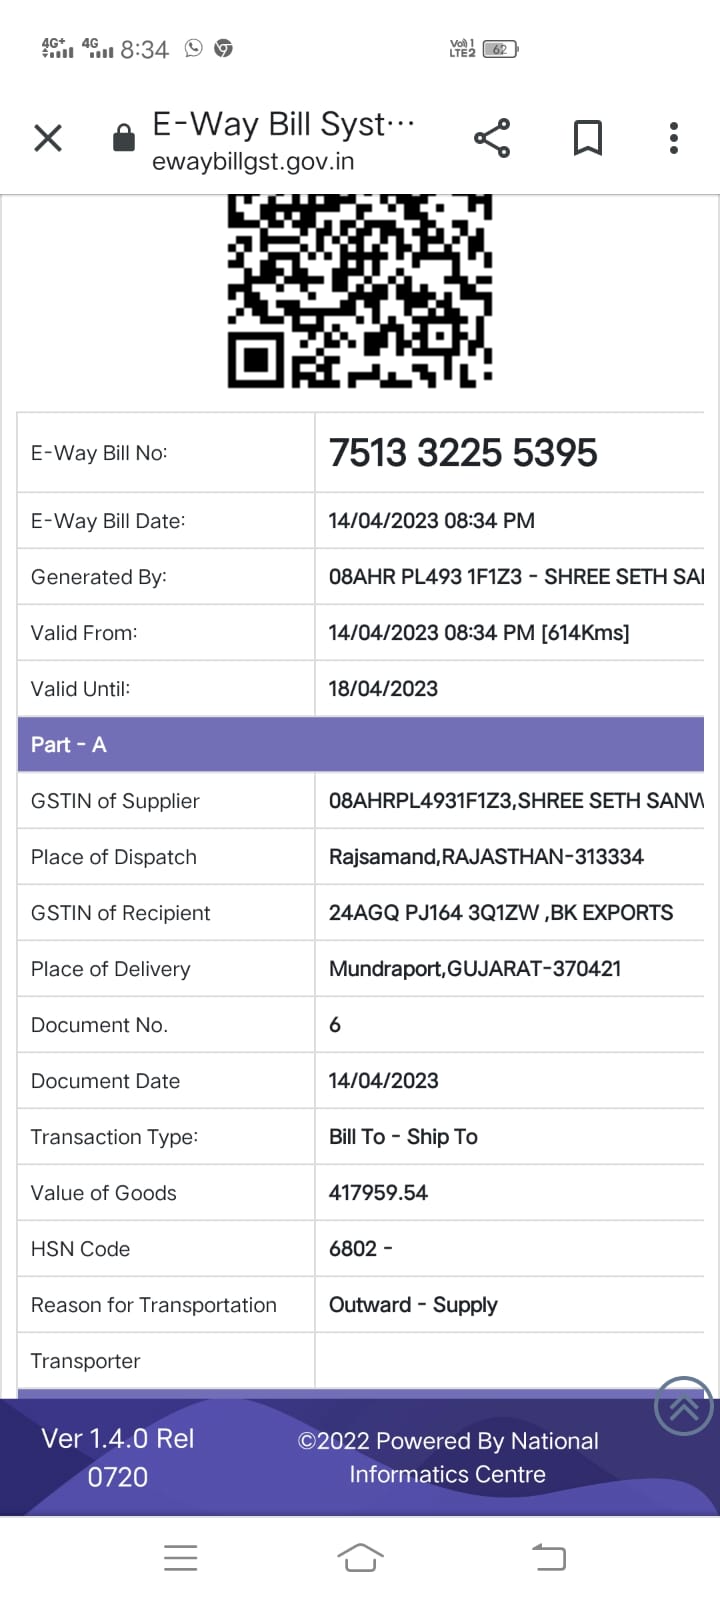 4G+ 4G 8:34 Vo) 1 LTE2 62
E-Way Bill Syst...
ewaybillgst.gov.in
E-Way Bill No: 7513 3225 5395
E-Way Bill Date: 14/04/2023 08:34 PM
Generated By: 08AHR PL493 1F1Z3 - SHREE SETH SAI
Valid From: 14/04/2023 08:34 PM [614Kms]
Valid Until: 18/04/2023
Part - A
GSTIN of Supplier 08AHRPL4931F1Z3,SHREE SETH SANW
Place of Dispatch Rajsamand,RAJASTHAN-313334
GSTIN of Recipient 24AGQ PJ164 3Q1ZW ,BK EXPORTS
Place of Delivery Mundraport,GUJARAT-370421
Document No. 6
Document Date 14/04/2023
Transaction Type: Bill To - Ship To
Value of Goods 417959.54
HSN Code 6802 -
Reason for Transportation Outward - Supply
Transporter
Ver 1.4.0 Rel 0720
©2022 Powered By National
Informatics Centre